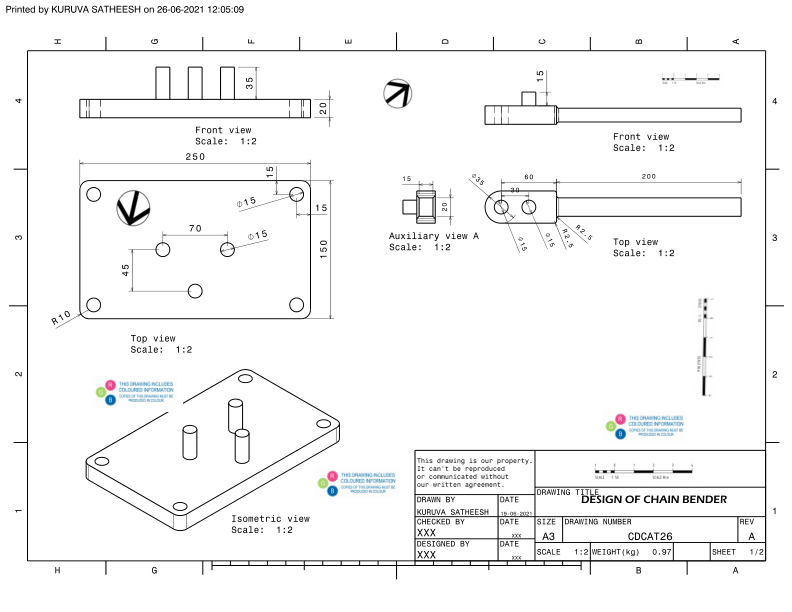 Printed by KURUVA SATHEESH on 26-06-2021 12:05:09
H G F E D C B A
4
35
20
Front view
Scale: 1:2
15
Front view
Scale: 1:2
4
250
15
⌀15
15
70
⌀15
150
45
R10
Top view
Scale: 1:2
3
15
20
Auxiliary view A
Scale: 1:2
⌀35
60
30
200
⌀15
⌀15
R2.5
R2.5
Top view
Scale: 1:2
3
2
R
G
B
THIS DRAWING INCLUDES
COLOURED INFORMATION
COPIES OF THIS DRAWING MUST BE
PRODUCED IN COLOUR
2
R
G
B
THIS DRAWING INCLUDES
COLOURED INFORMATION
COPIES OF THIS DRAWING MUST BE
PRODUCED IN COLOUR
R
G
B
THIS DRAWING INCLUDES
COLOURED INFORMATION
COPIES OF THIS DRAWING MUST BE
PRODUCED IN COLOUR
1
Isometric view
Scale: 1:2
This drawing is our property.
It can't be reproduced
or communicated without
our written agreement.
DRAWN BY
KURUVA SATHEESH
DATE
19-06-2021
CHECKED BY
XXX
DATE
XXX
DESIGNED BY
XXX
DATE
XXX
DRAWING TITLE
DESIGN OF CHAIN BENDER
SIZE
A3
DRAWING NUMBER
CDCAT26
REV
A
SCALE 1:2
WEIGHT(kg) 0.97
SHEET 1/2
1
H G B A